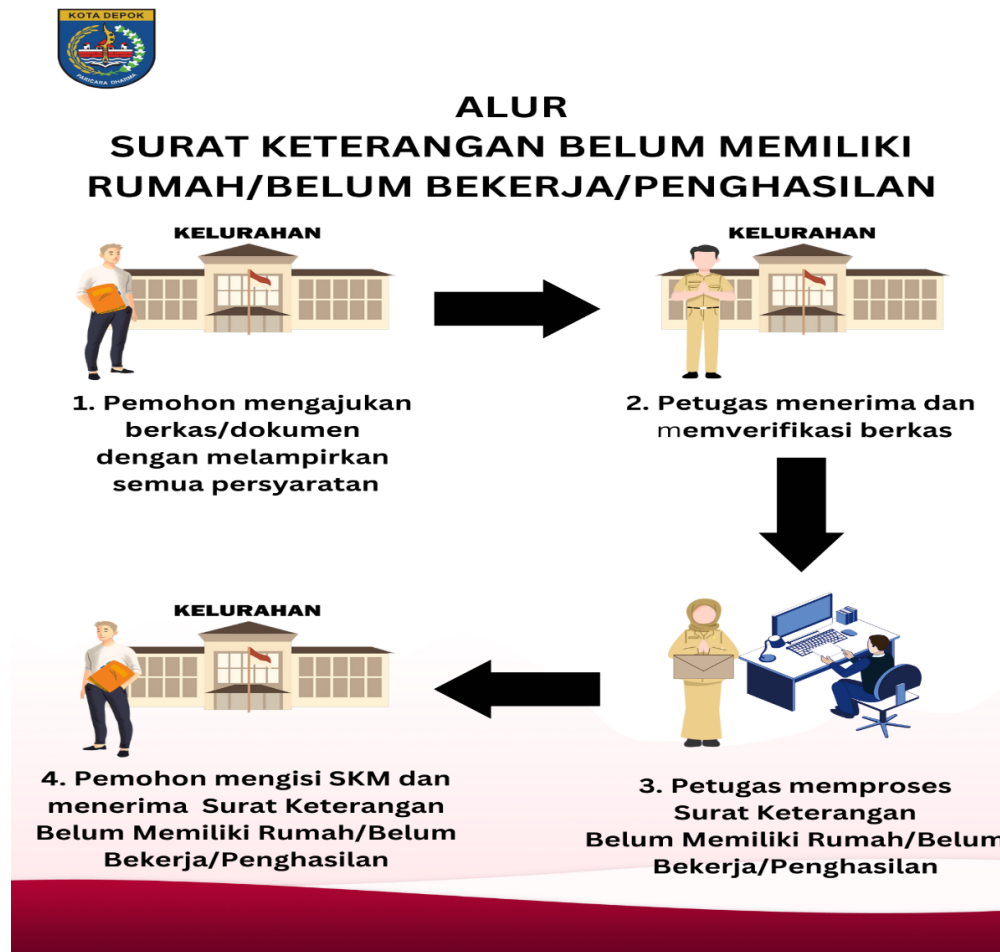 KOTA DEPOK
PARICARA DHARMA
ALUR
SURAT KETERANGAN BELUM MEMILIKI
RUMAH/BELUM BEKERJA/PENGHASILAN
KELURAHAN
1. Pemohon mengajukan
berkas/dokumen
dengan melampirkan
semua persyaratan
KELURAHAN
2. Petugas menerima dan
memverifikasi berkas
3. Petugas memproses
Surat Keterangan
Belum Memiliki Rumah/Belum
Bekerja/Penghasilan
KELURAHAN
4. Pemohon mengisi SKM dan
menerima Surat Keterangan
Belum Memiliki Rumah/Belum
Bekerja/Penghasilan